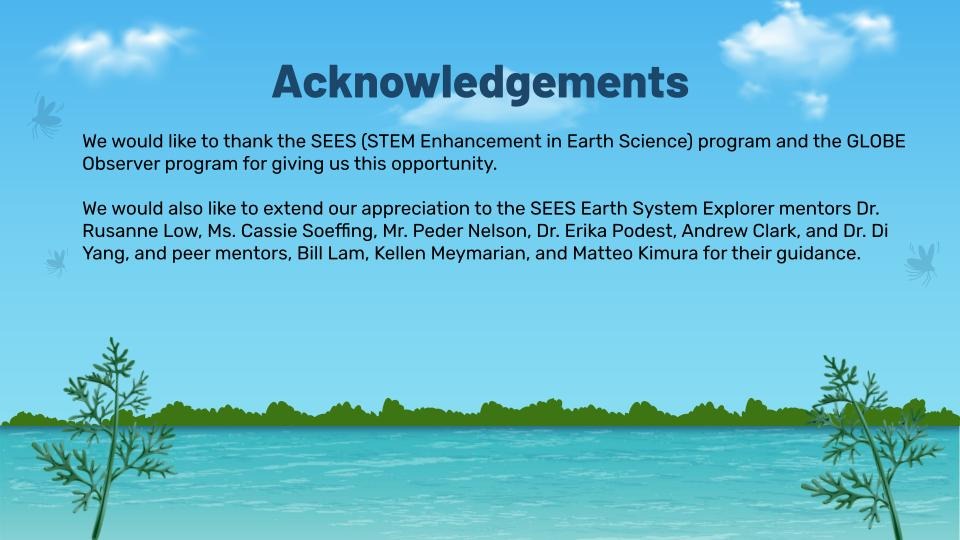 Acknowledgements
We would like to thank the SEES (STEM Enhancement in Earth Science) program and the GLOBE
Observer program for giving us this opportunity.
We would also like to extend our appreciation to the SEES Earth System Explorer mentors Dr.
Rusanne Low, Ms. Cassie Soeffing, Mr. Peder Nelson, Dr. Erika Podest, Andrew Clark, and Dr. Di
Yang, and peer mentors, Bill Lam, Kellen Meymarian, and Matteo Kimura for their guidance.